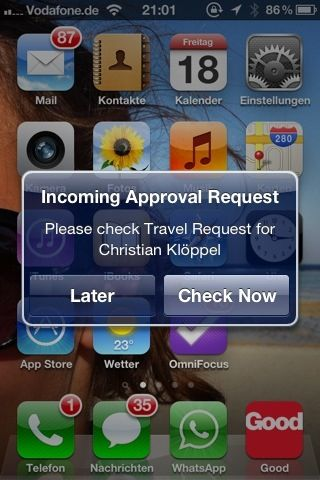 Vodafone.de 21:01 86 %
87
Freitag
18
280
Mail Kontakte Kalender Einstellungen
Kamera Fotos
Incoming Approval Request
Please check Travel Request for
Christian Klöppel
iTunes iBooks
Later Check Now
23°
App Store Wetter OmniFocus
1 35
Good
Telefon Nachrichten WhatsApp Good